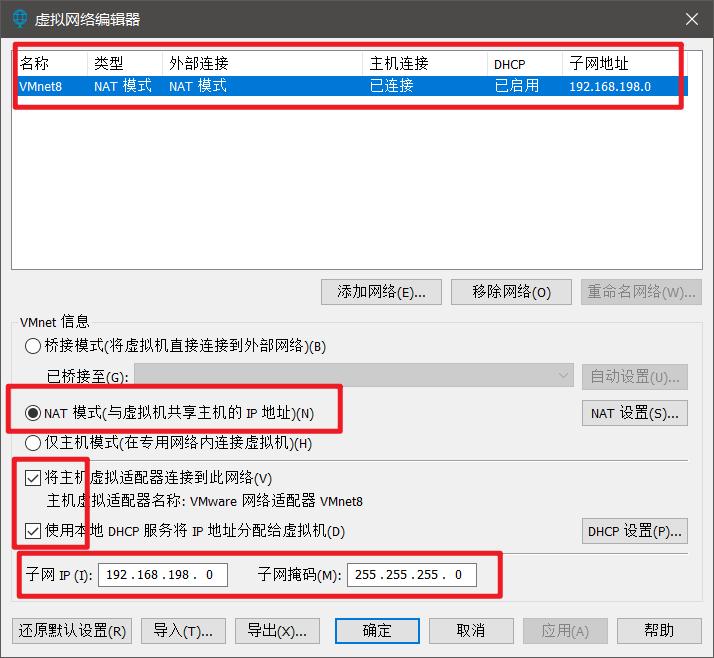 虚拟网络编辑器
名称 类型 外部连接 主机连接 DHCP 子网地址
VMnet8 NAT 模式 NAT 模式 已连接 已启用 192.168.198.0
添加网络(E)... 移除网络(O) 重命名网络(W)...
VMnet 信息
桥接模式(将虚拟机直接连接到外部网络)(B)
已桥接至(G): 自动设置(U)...
NAT 模式(与虚拟机共享主机的 IP 地址)(N) NAT 设置(S)...
仅主机模式(在专用网络内连接虚拟机)(H)
将主机虚拟适配器连接到此网络(V)
主机虚拟适配器名称: VMware 网络适配器 VMnet8
使用本地 DHCP 服务将 IP 地址分配给虚拟机(D) DHCP 设置(P)...
子网 IP (I): 192.168.198. 0 子网掩码(M): 255.255.255. 0
还原默认设置(R) 导入(T)... 导出(X)... 确定 取消 应用(A) 帮助